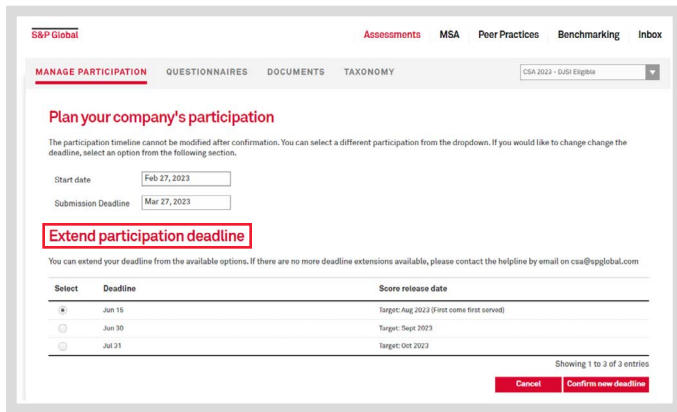 S&P Global
Assessments MSA Peer Practices Benchmarking Inbox
MANAGE PARTICIPATION QUESTIONNAIRES DOCUMENTS TAXONOMY CSA 2023 - DJSI Eligible
Plan your company's participation
The participation timeline cannot be modified after confirmation. You can select a different participation from the dropdown. If you would like to change change the
deadline, select an option from the following section.
Start date Feb 27, 2023
Submission Deadline Mar 27, 2023
Extend participation deadline
You can extend your deadline from the available options. If there are no more deadline extensions available, please contact the helpline by email on csa@spglobal.com
Select Deadline Score release date
Jun 15 Target: Aug 2023 (First come first served)
Jun 30 Target: Sept 2023
Jul 31 Target: Oct 2023
Showing 1 to 3 of 3 entries
Cancel Confirm new deadline